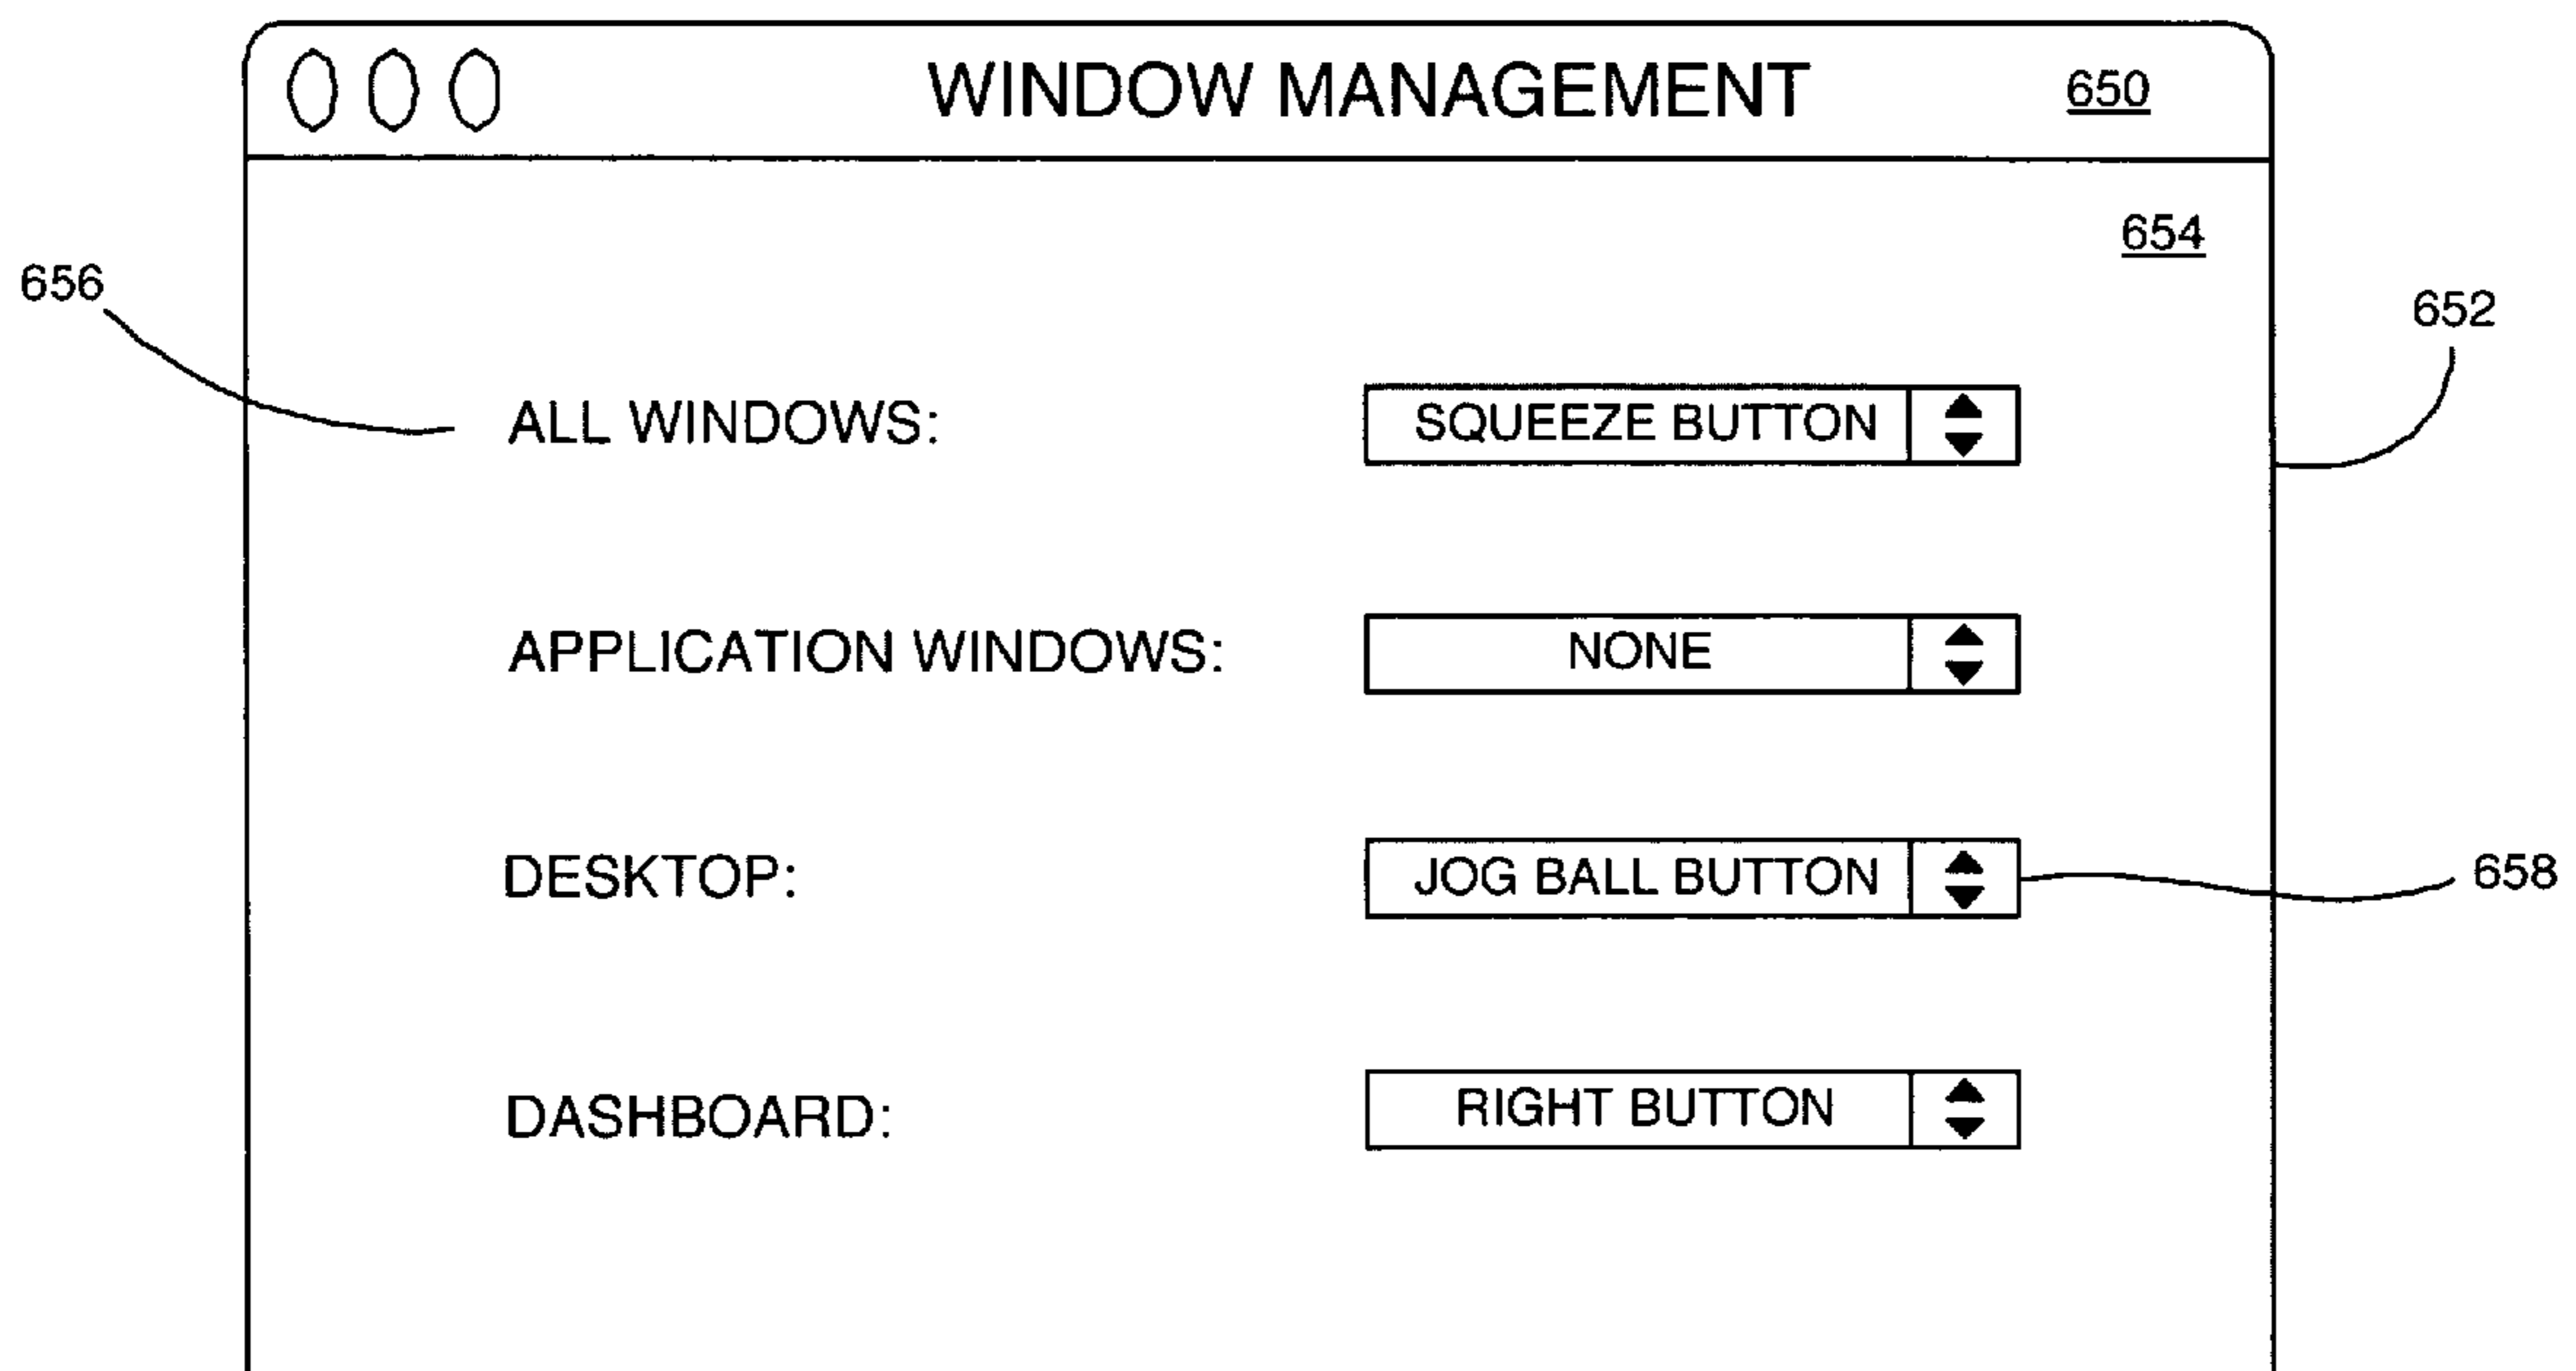 WINDOW MANAGEMENT 650
654
656
652
ALL WINDOWS: SQUEEZE BUTTON
APPLICATION WINDOWS: NONE
DESKTOP: JOG BALL BUTTON 658
DASHBOARD: RIGHT BUTTON